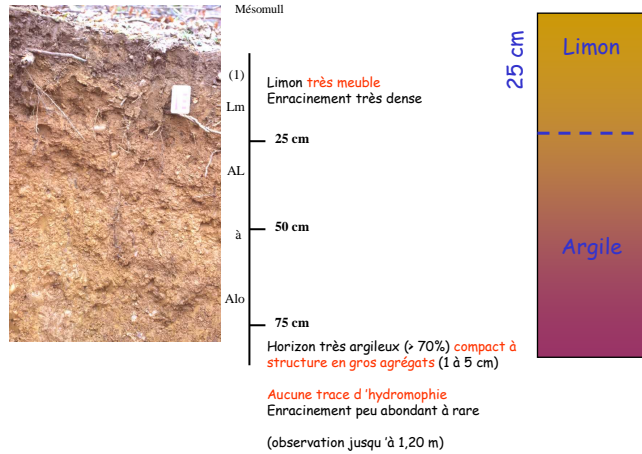 Mésomull
(1)
Limon très meuble
Enracinement très dense
Lm
25 cm
AL
50 cm
à
Alo
75 cm
Horizon très argileux (> 70%) compact à
structure en gros agrégats (1 à 5 cm)
Aucune trace d 'hydromophie
Enracinement peu abondant à rare
(observation jusqu 'à 1,20 m)
25 cm
Limon
Argile